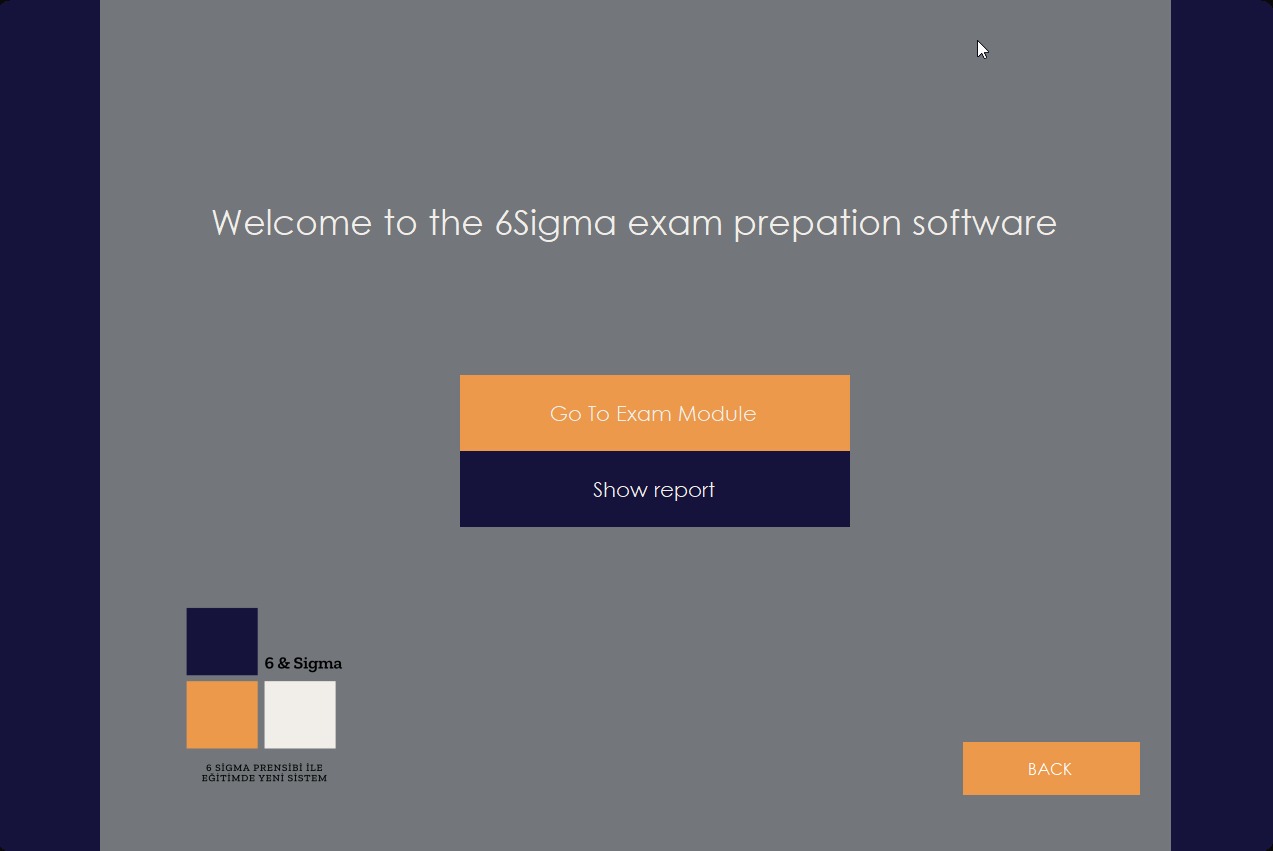 Welcome to the 6Sigma exam prepation software
Go To Exam Module
Show report
6 & Sigma
6 SİGMA PRENSİBİ İLE
EĞİTİMDE YENİ SİSTEM
BACK